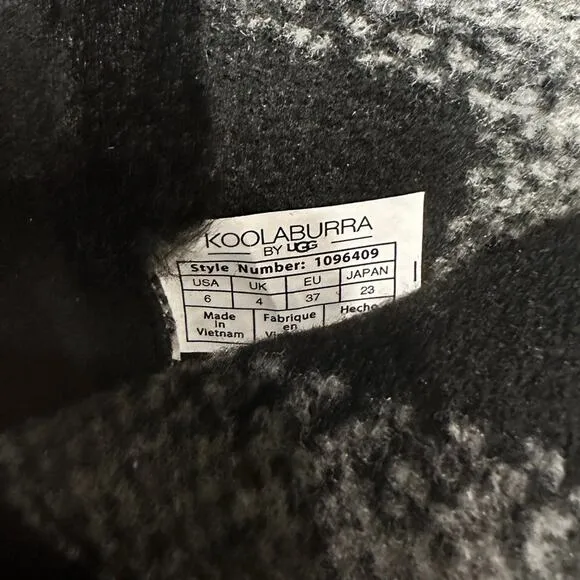 KOOLABURRA
BY UGG
Style Number: 1096409
USA UK EU JAPAN
6 4 37 23
Made Fabrique
in en
Vietnam